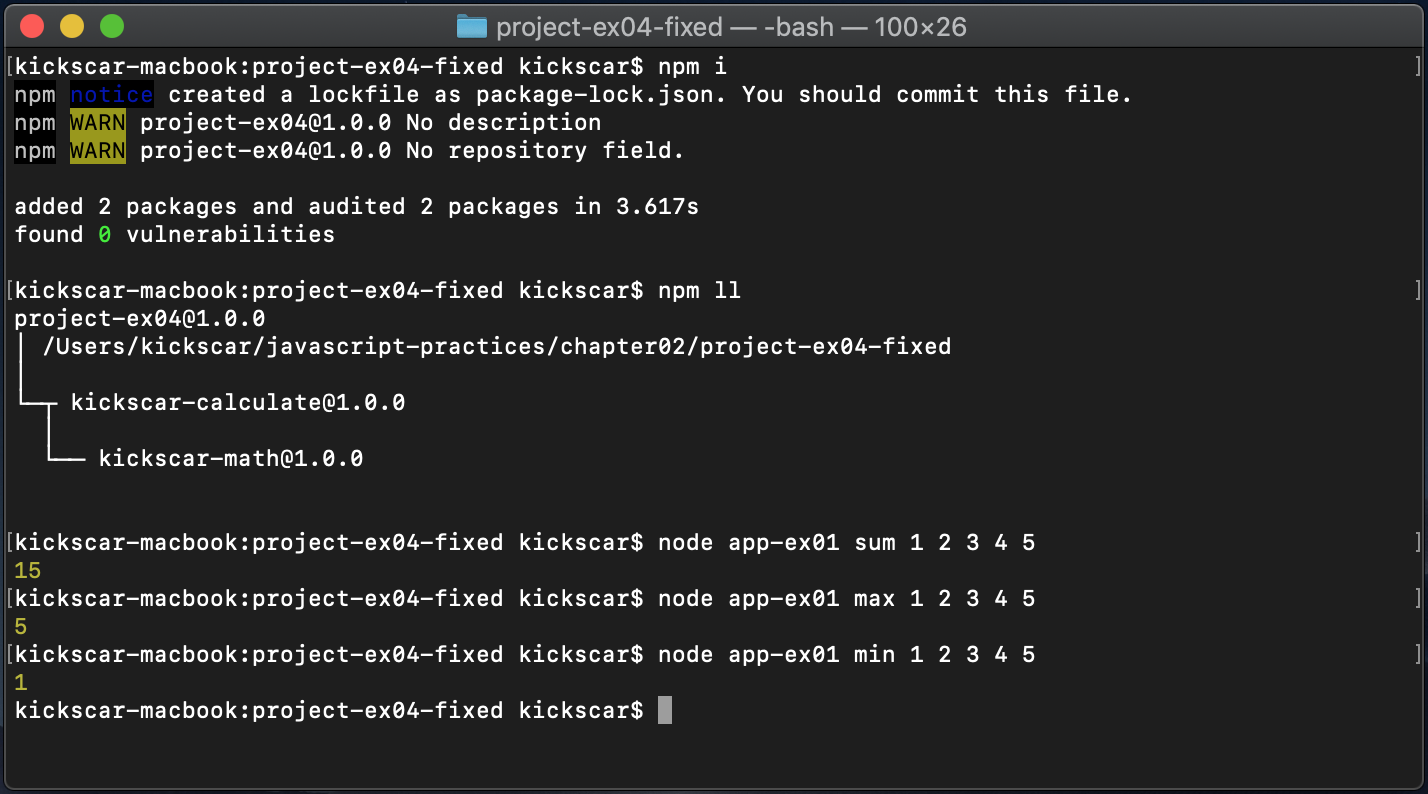 project-ex04-fixed — -bash — 100×26
[kickscar-macbook:project-ex04-fixed kickscar$ npm i ]
npm notice created a lockfile as package-lock.json. You should commit this file.
npm WARN project-ex04@1.0.0 No description
npm WARN project-ex04@1.0.0 No repository field.
added 2 packages and audited 2 packages in 3.617s
found 0 vulnerabilities
[kickscar-macbook:project-ex04-fixed kickscar$ npm ll ]
project-ex04@1.0.0
│ /Users/kickscar/javascript-practices/chapter02/project-ex04-fixed
│
└─┬ kickscar-calculate@1.0.0
  │
  └── kickscar-math@1.0.0
[kickscar-macbook:project-ex04-fixed kickscar$ node app-ex01 sum 1 2 3 4 5 ]
15
[kickscar-macbook:project-ex04-fixed kickscar$ node app-ex01 max 1 2 3 4 5 ]
5
[kickscar-macbook:project-ex04-fixed kickscar$ node app-ex01 min 1 2 3 4 5 ]
1
kickscar-macbook:project-ex04-fixed kickscar$